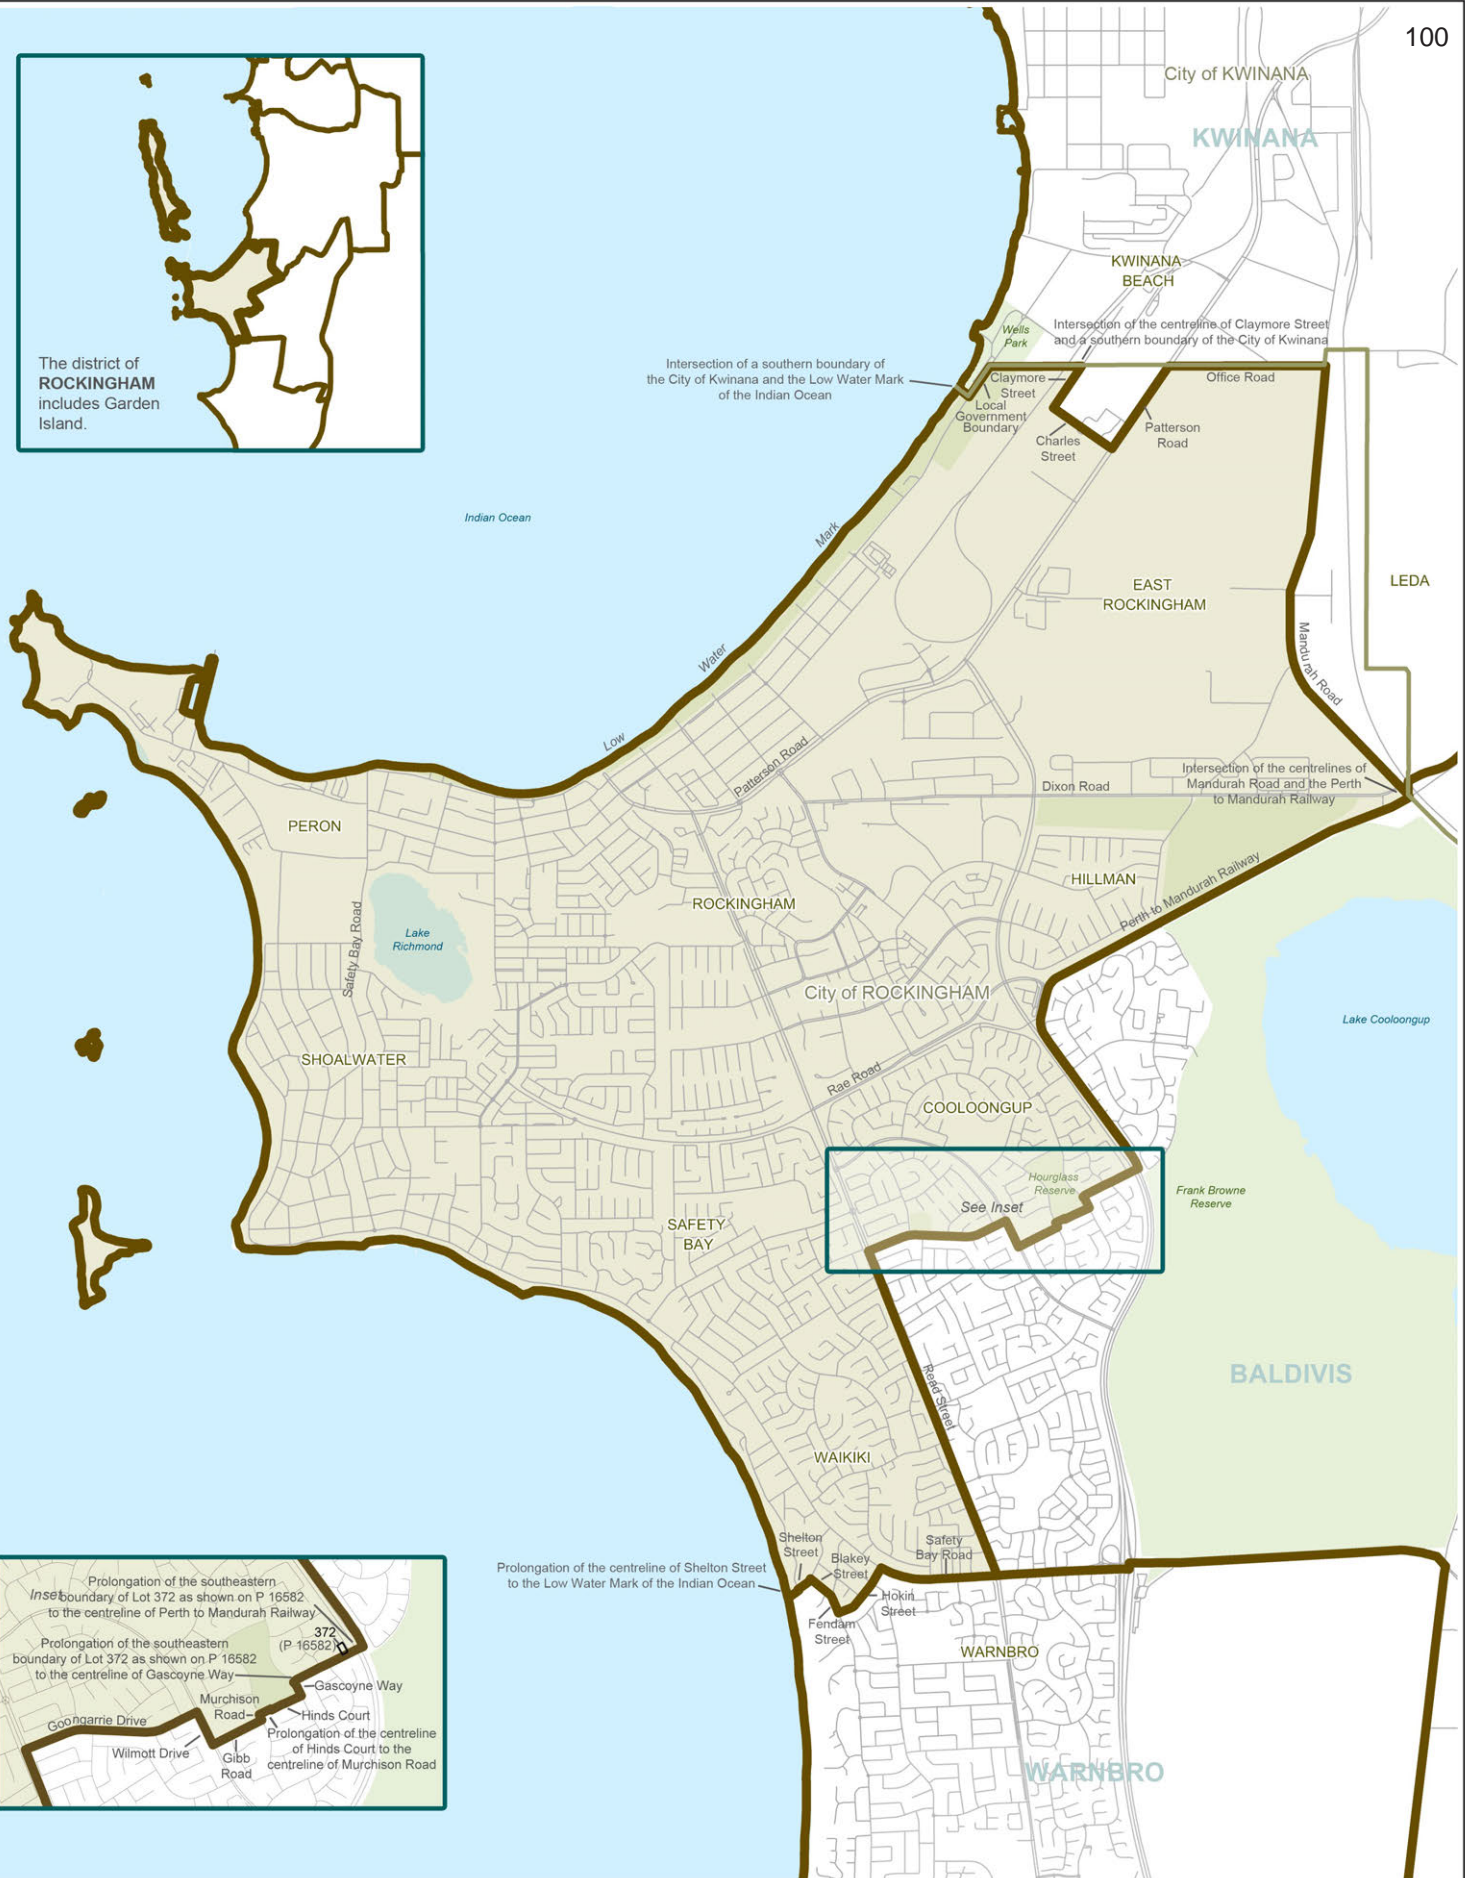 100
City of KWINANA
KWINANA
The district of
ROCKINGHAM
includes Garden
Island.
KWINANA
BEACH
Wells
Park
Intersection of the centreline of Claymore Street
and a southern boundary of the City of Kwinana
Intersection of a southern boundary of
the City of Kwinana and the Low Water Mark
of the Indian Ocean
Claymore
Street
Office Road
Local
Government
Boundary
Charles
Street
Patterson
Road
Indian Ocean
Mark
EAST
ROCKINGHAM
LEDA
Mandurah Road
Water
Low
Patterson Road
Intersection of the centrelines of
Mandurah Road and the Perth
to Mandurah Railway
Dixon Road
PERON
HILLMAN
Perth to Mandurah Railway
ROCKINGHAM
Lake
Richmond
Safety Bay Road
City of ROCKINGHAM
Lake Cooloongup
SHOALWATER
Rae Road
COOLOONGUP
Hourglass
Reserve
Frank Browne
Reserve
See Inset
SAFETY
BAY
BALDIVIS
Read Street
WAIKIKI
Shelton
Street
Blakey
Street
Safety
Bay Road
Prolongation of the centreline of Shelton Street
to the Low Water Mark of the Indian Ocean
Hokin
Street
Fendam
Street
WARNBRO
WARNBRO
Inset
Prolongation of the southeastern
boundary of Lot 372 as shown on P 16582
to the centreline of Perth to Mandurah Railway
372
(P 16582)
Prolongation of the southeastern
boundary of Lot 372 as shown on P 16582
to the centreline of Gascoyne Way
Gascoyne Way
Murchison
Road
Hinds Court
Goongarrie Drive
Prolongation of the centreline
of Hinds Court to the
centreline of Murchison Road
Wilmott Drive
Gibb
Road